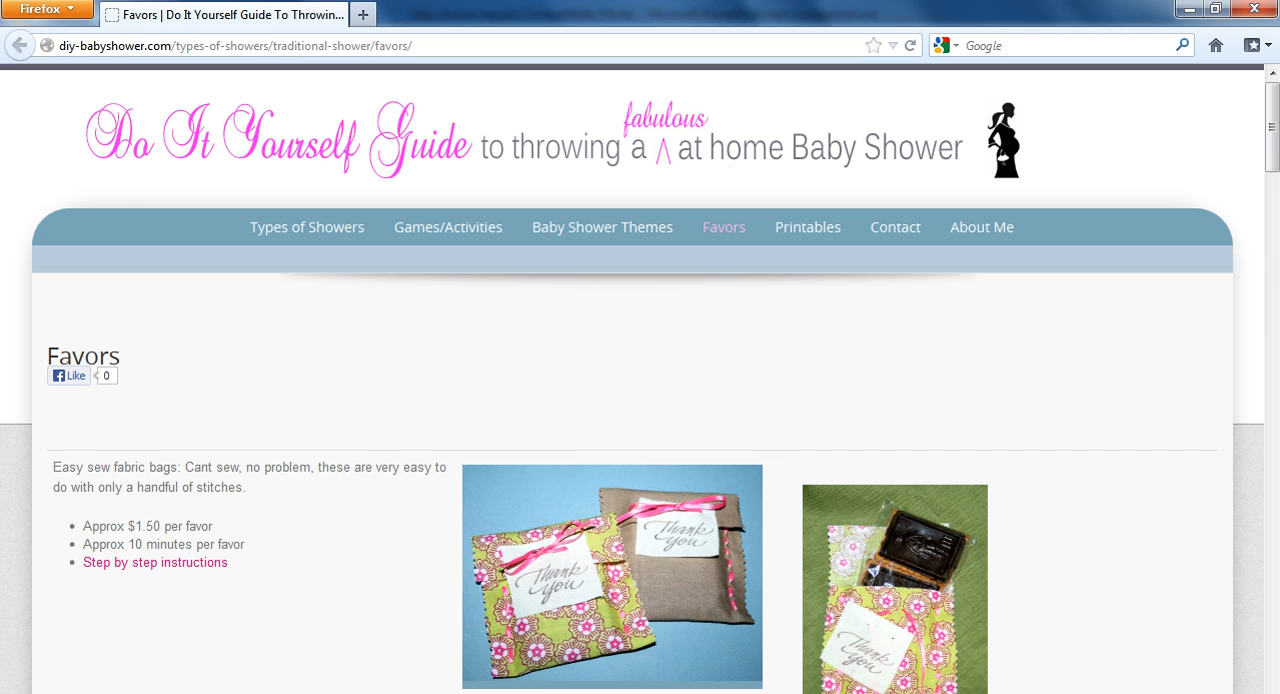 Firefox
Favors | Do It Yourself Guide To Throwin...
diy-babyshower.com/types-of-showers/traditional-shower/favors/
Google
Do It Yourself Guide to throwing a fabulous at home Baby Shower
Types of Showers Games/Activities Baby Shower Themes Favors Printables Contact About Me
Favors
Like 0
Easy sew fabric bags: Cant sew, no problem, these are very easy to
do with only a handful of stitches.
Approx $1.50 per favor
Approx 10 minutes per favor
Step by step instructions
Thank
you
Thank
you
Thank
you